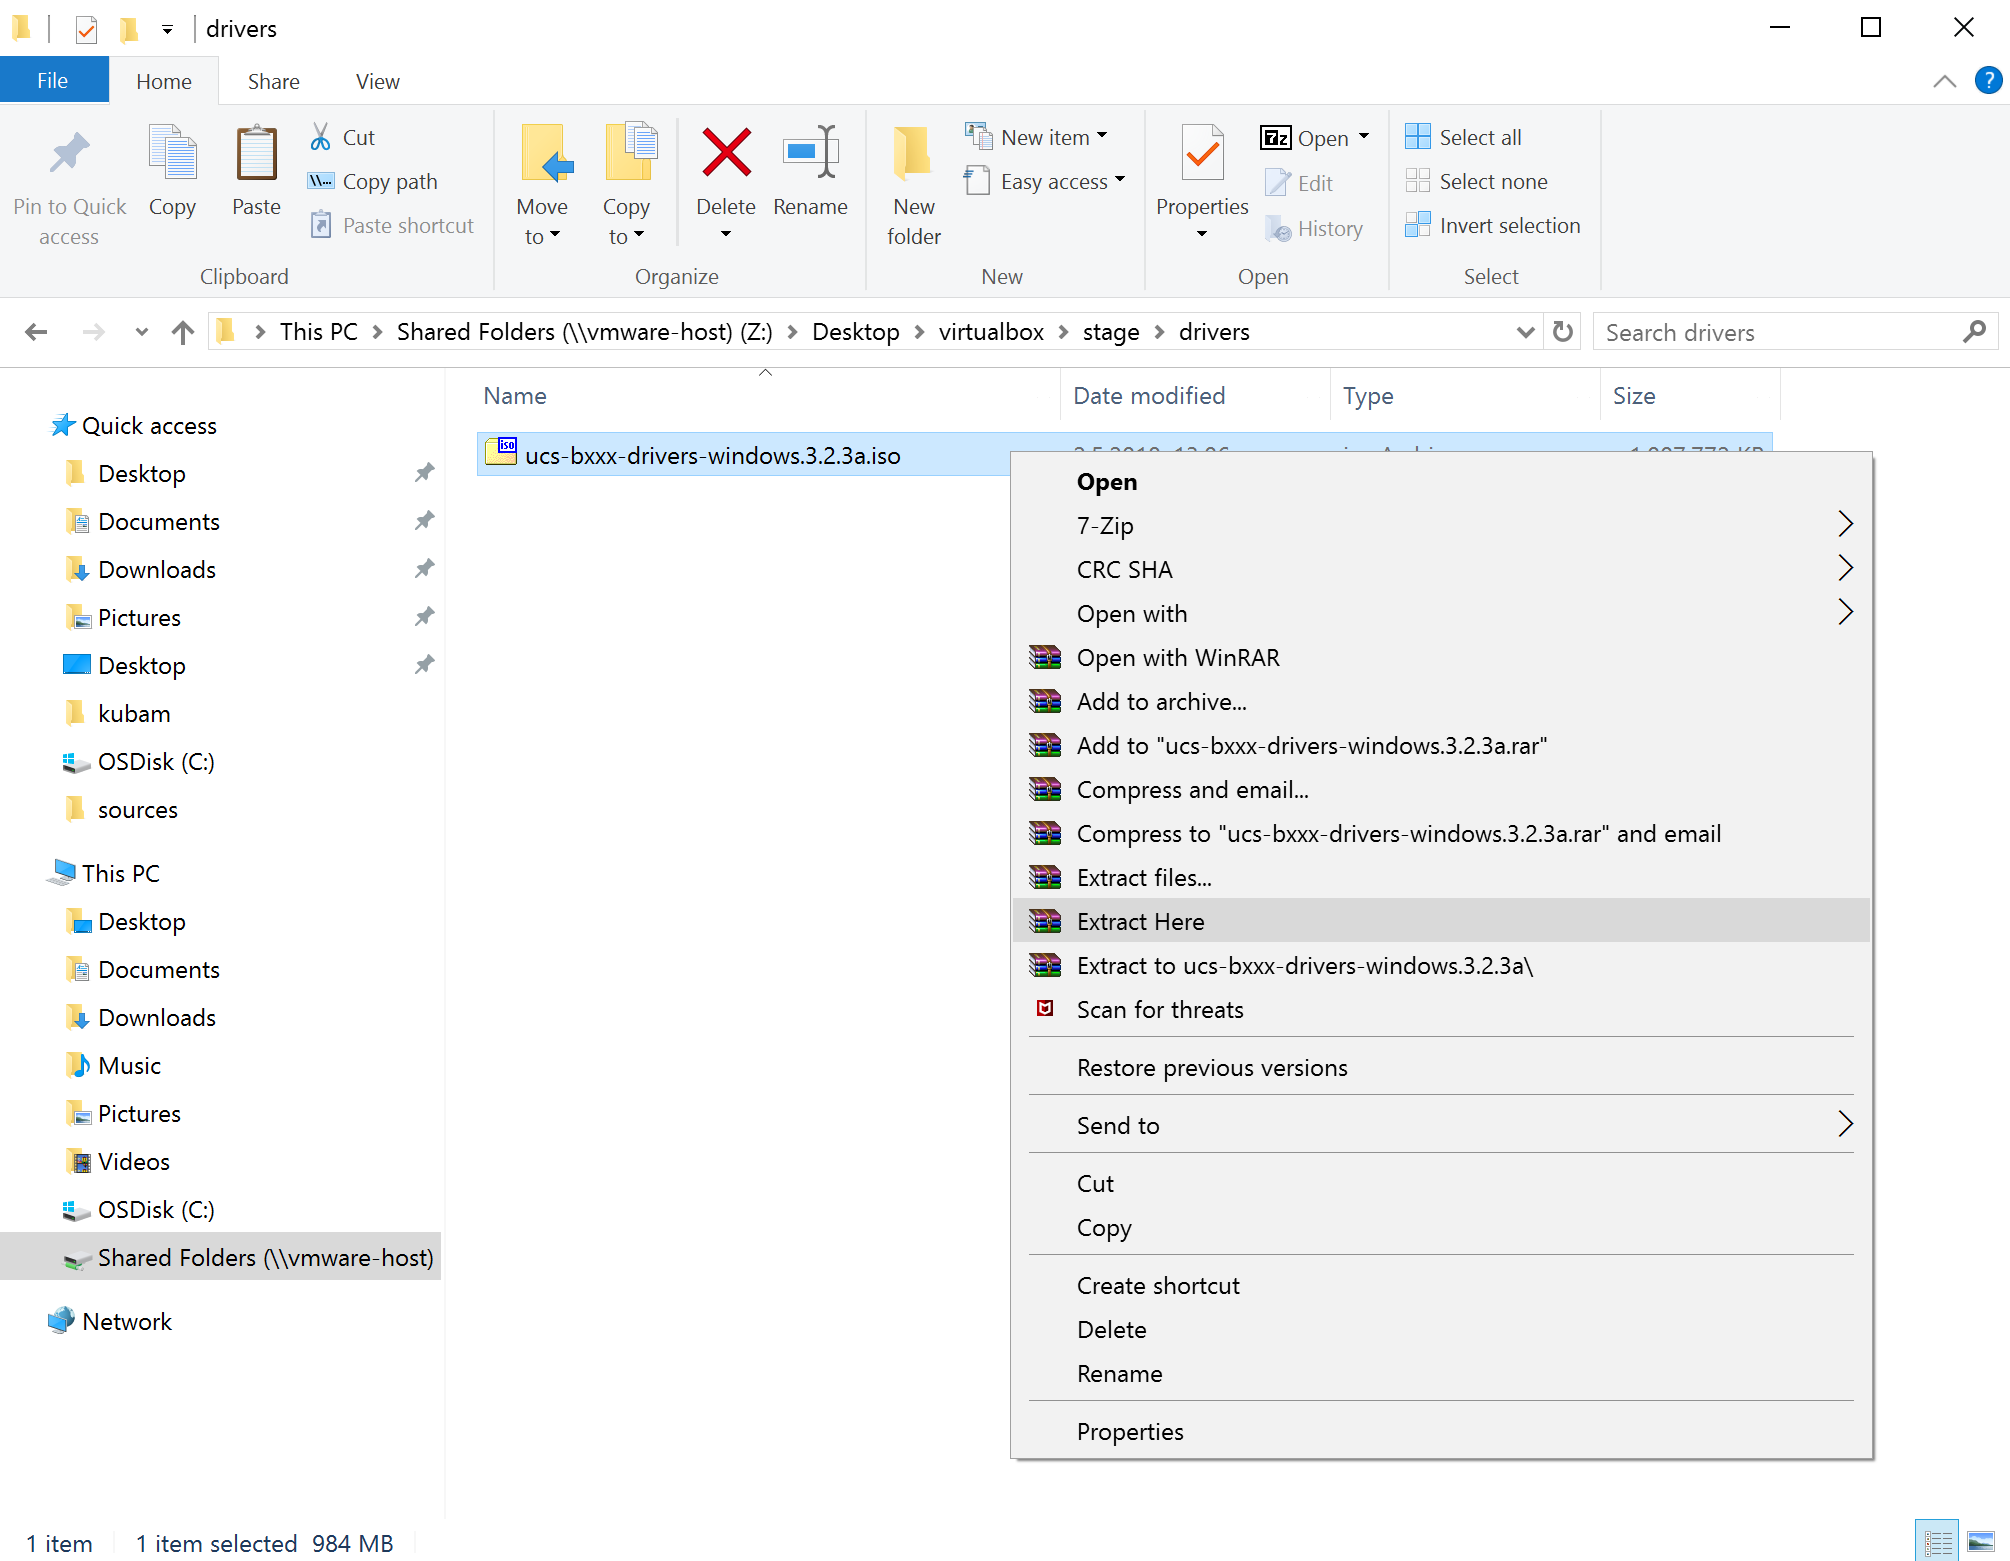 drivers
File Home Share View
Pin to Quick access
Copy
Paste
Cut
Copy path
Paste shortcut
Clipboard
Move to
Copy to
Delete
Rename
Organize
New folder
New item
Easy access
New
Properties
Open
Edit
History
Open
Select all
Select none
Invert selection
Select
This PC Shared Folders (\\vmware-host) (Z:) Desktop virtualbox stage drivers
Search drivers
Name Date modified Type Size
ucs-bxxx-drivers-windows.3.2.3a.iso
Quick access
Desktop
Documents
Downloads
Pictures
Desktop
kubam
OSDisk (C:)
sources
This PC
Desktop
Documents
Downloads
Music
Pictures
Videos
OSDisk (C:)
Shared Folders (\\vmware-host)
Network
Open
7-Zip
CRC SHA
Open with
Open with WinRAR
Add to archive...
Add to "ucs-bxxx-drivers-windows.3.2.3a.rar"
Compress and email...
Compress to "ucs-bxxx-drivers-windows.3.2.3a.rar" and email
Extract files...
Extract Here
Extract to ucs-bxxx-drivers-windows.3.2.3a\
Scan for threats
Restore previous versions
Send to
Cut
Copy
Create shortcut
Delete
Rename
Properties
1 item 1 item selected 984 MB